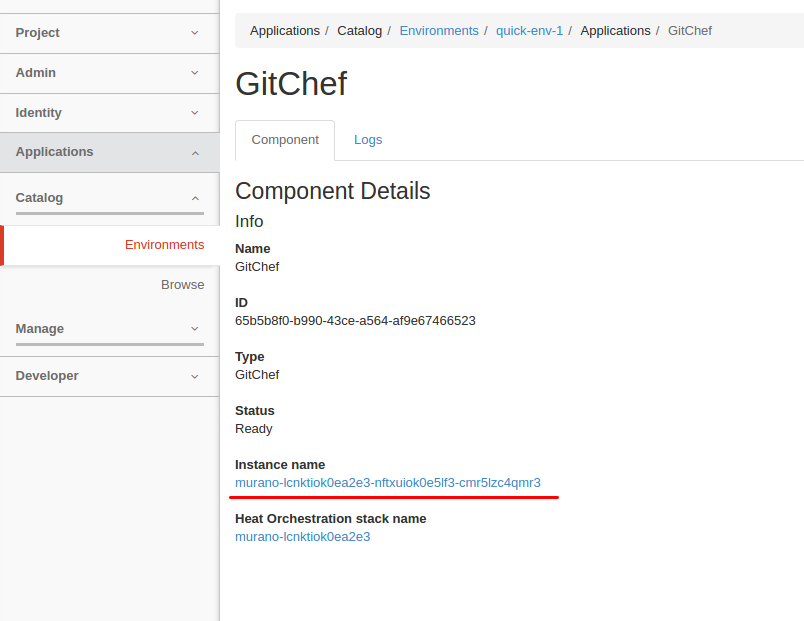 Project
Admin
Identity
Applications
Catalog
Environments
Browse
Manage
Developer
Applications / Catalog / Environments / quick-env-1 / Applications / GitChef
GitChef
Component Logs
Component Details
Info
Name
GitChef
ID
65b5b8f0-b990-43ce-a564-af9e67466523
Type
GitChef
Status
Ready
Instance name
murano-lcnktiok0ea2e3-nftxuiok0e5lf3-cmr5lzc4qmr3
Heat Orchestration stack name
murano-lcnktiok0ea2e3